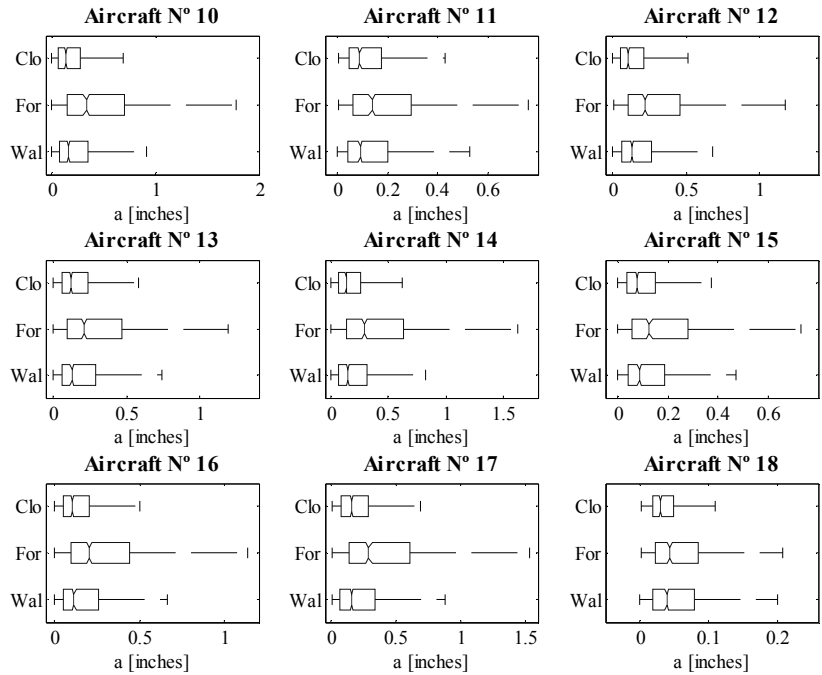 Aircraft Nº 10
Clo
For
Wal
0 1 2
a [inches]
Aircraft Nº 11
0 0.2 0.4 0.6
a [inches]
Aircraft Nº 12
Clo
For
Wal
0 0.5 1
a [inches]
Aircraft Nº 13
Clo
For
Wal
0 0.5 1
a [inches]
Aircraft Nº 14
Clo
For
Wal
0 0.5 1 1.5
a [inches]
Aircraft Nº 15
Clo
For
Wal
0 0.2 0.4 0.6
a [inches]
Aircraft Nº 16
Clo
For
Wal
0 0.5 1
a [inches]
Aircraft Nº 17
Clo
For
Wal
0 0.5 1 1.5
a [inches]
Aircraft Nº 18
Clo
For
Wal
0 0.1 0.2
a [inches]